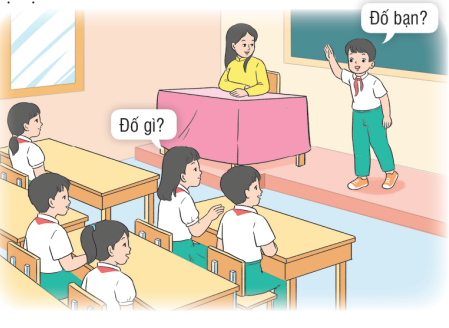 Đố bạn?
Đố gì?